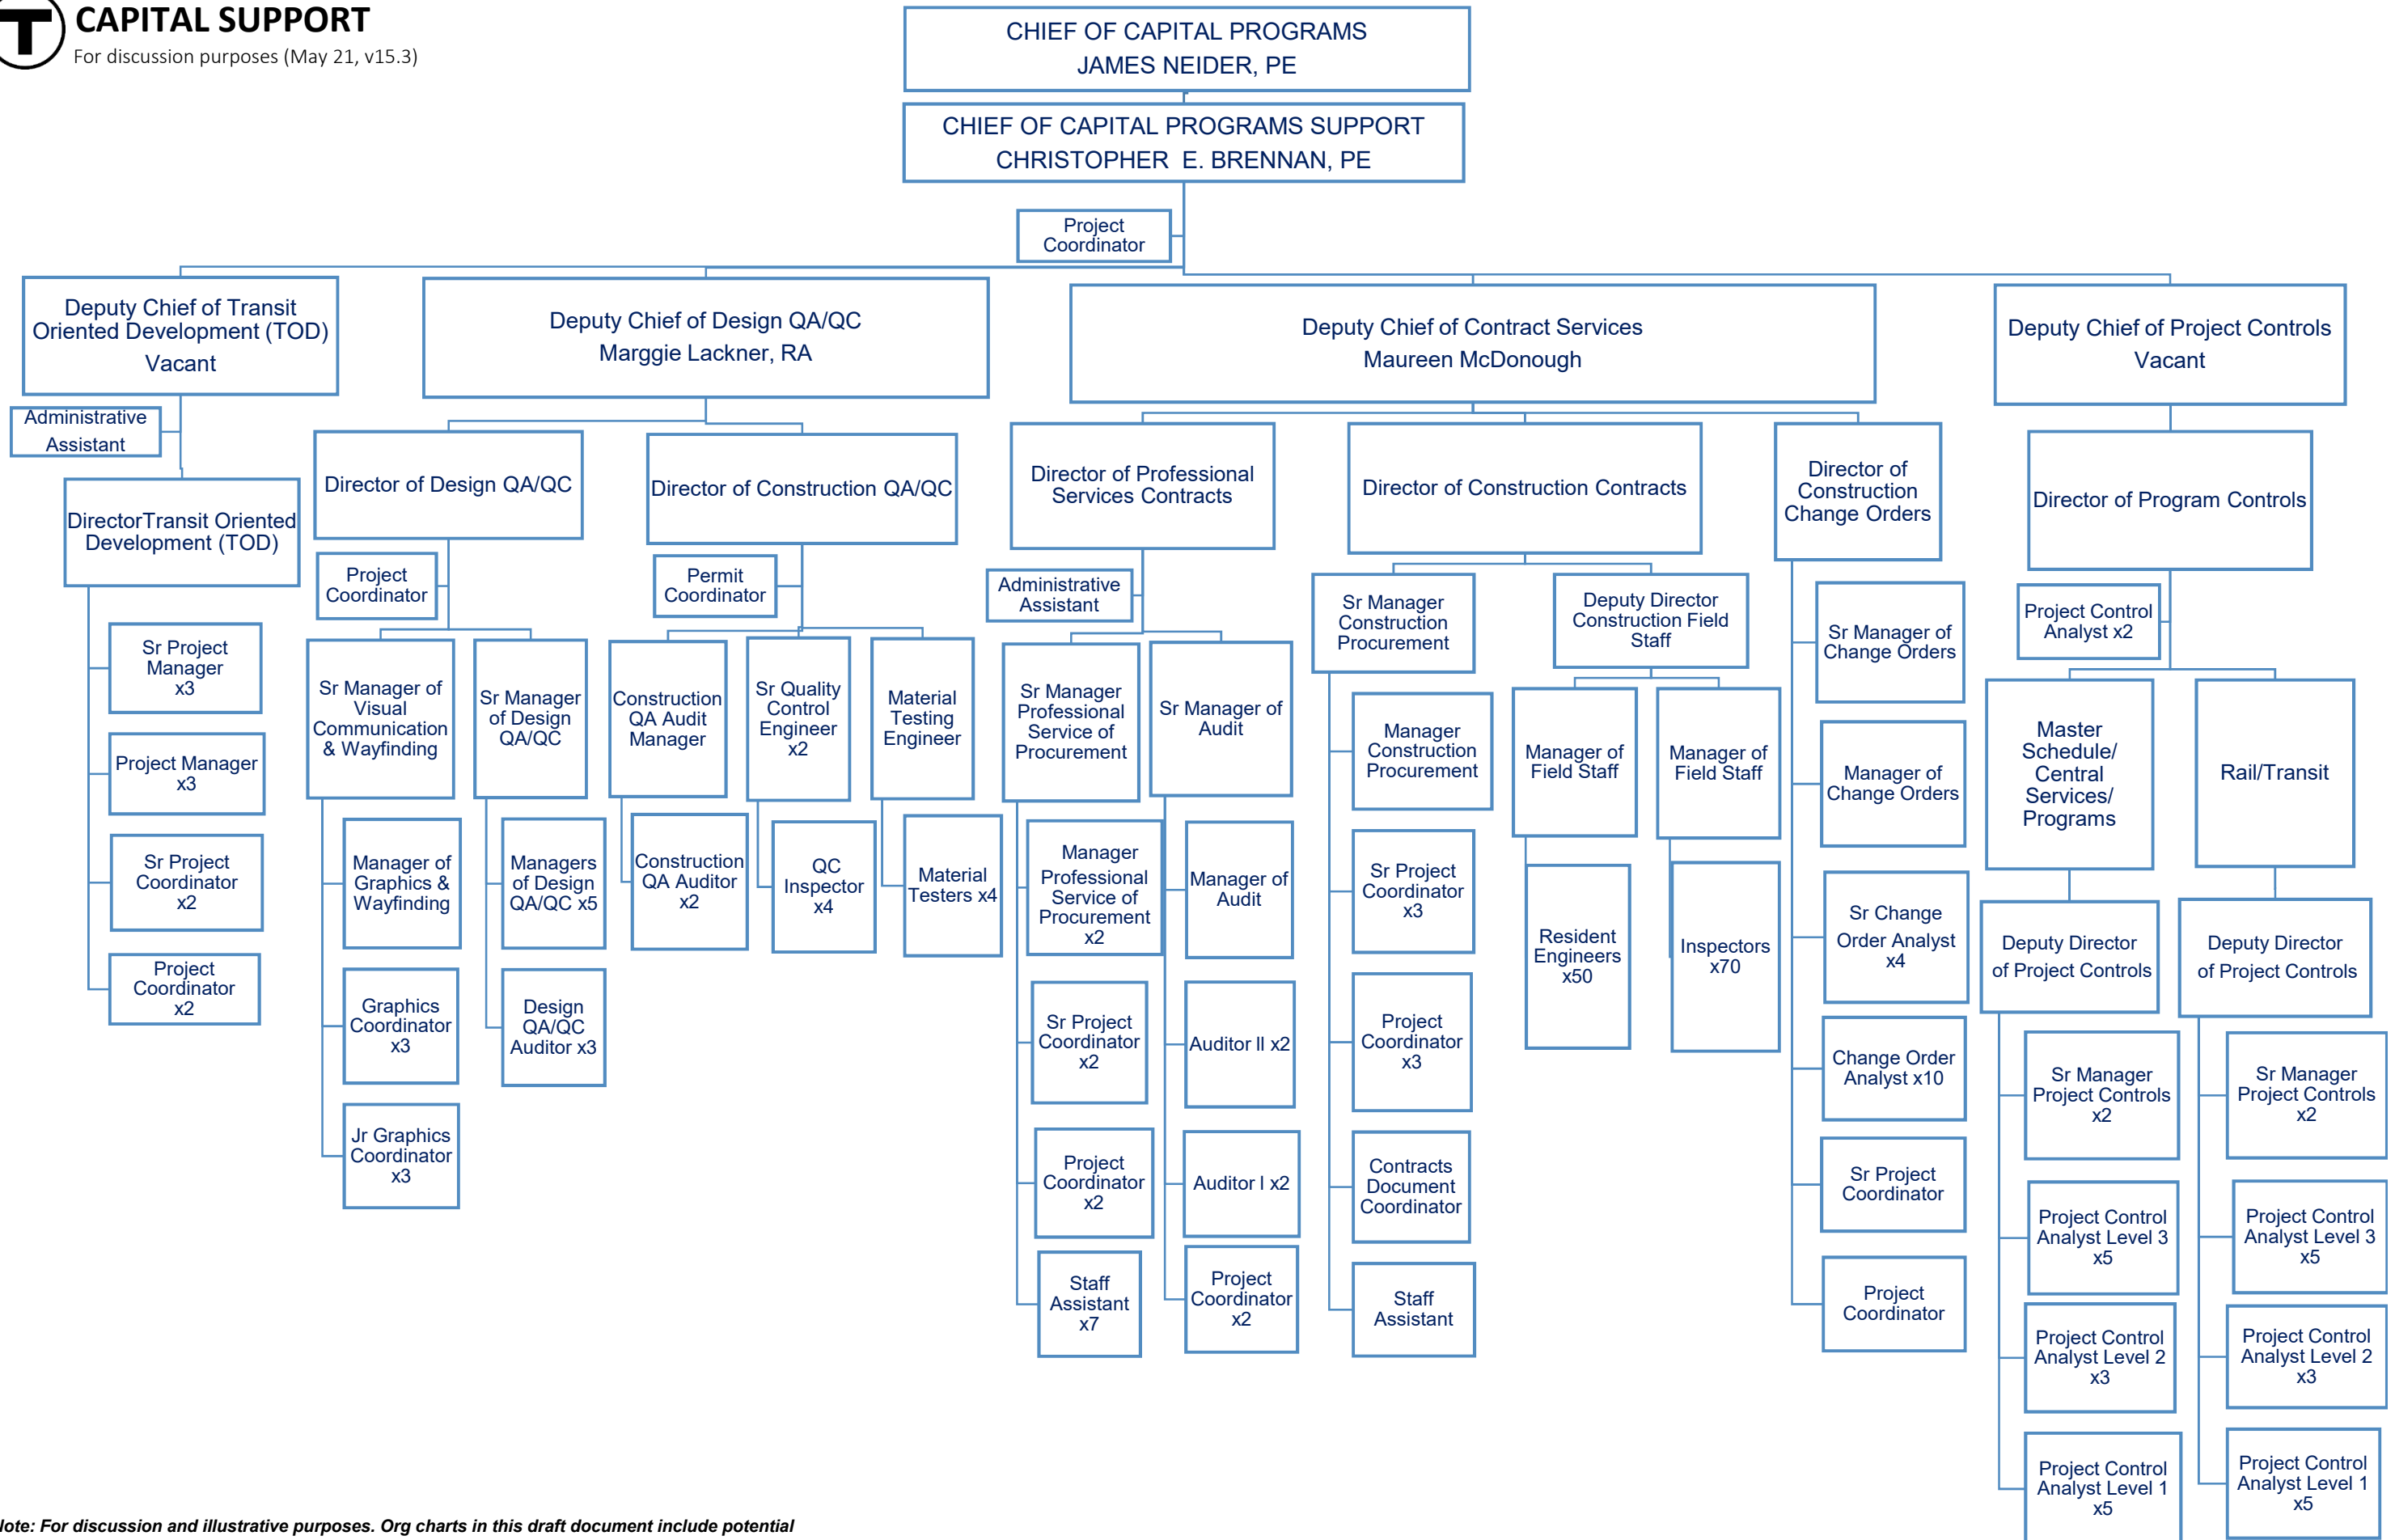 T
CAPITAL SUPPORT
For discussion purposes (May 21, v15.3)
CHIEF OF CAPITAL PROGRAMS
JAMES NEIDER, PE
CHIEF OF CAPITAL PROGRAMS SUPPORT
CHRISTOPHER E. BRENNAN, PE
Project
Coordinator
Deputy Chief of Transit
Oriented Development (TOD)
Vacant
Administrative
Assistant
DirectorTransit Oriented
Development (TOD)
Sr Project
Manager
x3
Project Manager
x3
Sr Project
Coordinator
x2
Project
Coordinator
x2
Deputy Chief of Design QA/QC
Marggie Lackner, RA
Director of Design QA/QC
Project
Coordinator
Sr Manager of
Visual
Communication
& Wayfinding
Manager of
Graphics &
Wayfinding
Graphics
Coordinator
x3
Jr Graphics
Coordinator
x3
Sr Manager
of Design
QA/QC
Managers
of Design
QA/QC x5
Design
QA/QC
Auditor x3
Director of Construction QA/QC
Permit
Coordinator
Construction
QA Audit
Manager
Construction
QA Auditor
x2
Sr Quality
Control
Engineer
x2
QC
Inspector
x4
Material
Testing
Engineer
Material
Testers x4
Deputy Chief of Contract Services
Maureen McDonough
Director of Professional
Services Contracts
Administrative
Assistant
Sr Manager
Professional
Service of
Procurement
Manager
Professional
Service of
Procurement
x2
Sr Project
Coordinator
x2
Project
Coordinator
x2
Staff
Assistant
x7
Sr Manager of
Audit
Manager of
Audit
Auditor II x2
Auditor I x2
Project
Coordinator
x2
Director of Construction Contracts
Sr Manager
Construction
Procurement
Manager
Construction
Procurement
Sr Project
Coordinator
x3
Project
Coordinator
x3
Contracts
Document
Coordinator
Staff
Assistant
Deputy Director
Construction Field
Staff
Manager of
Field Staff
Resident
Engineers
x50
Manager of
Field Staff
Inspectors
x70
Director of
Construction
Change Orders
Sr Manager of
Change Orders
Manager of
Change Orders
Sr Change
Order Analyst
x4
Change Order
Analyst x10
Sr Project
Coordinator
Project
Coordinator
Deputy Chief of Project Controls
Vacant
Director of Program Controls
Project Control
Analyst x2
Master
Schedule/
Central
Services/
Programs
Deputy Director
of Project Controls
Sr Manager
Project Controls
x2
Project Control
Analyst Level 3
x5
Project Control
Analyst Level 2
x3
Project Control
Analyst Level 1
x5
Rail/Transit
Deputy Director
of Project Controls
Sr Manager
Project Controls
x2
Project Control
Analyst Level 3
x5
Project Control
Analyst Level 2
x3
Project Control
Analyst Level 1
x5
lote: For discussion and illustrative purposes. Org charts in this draft document include potential